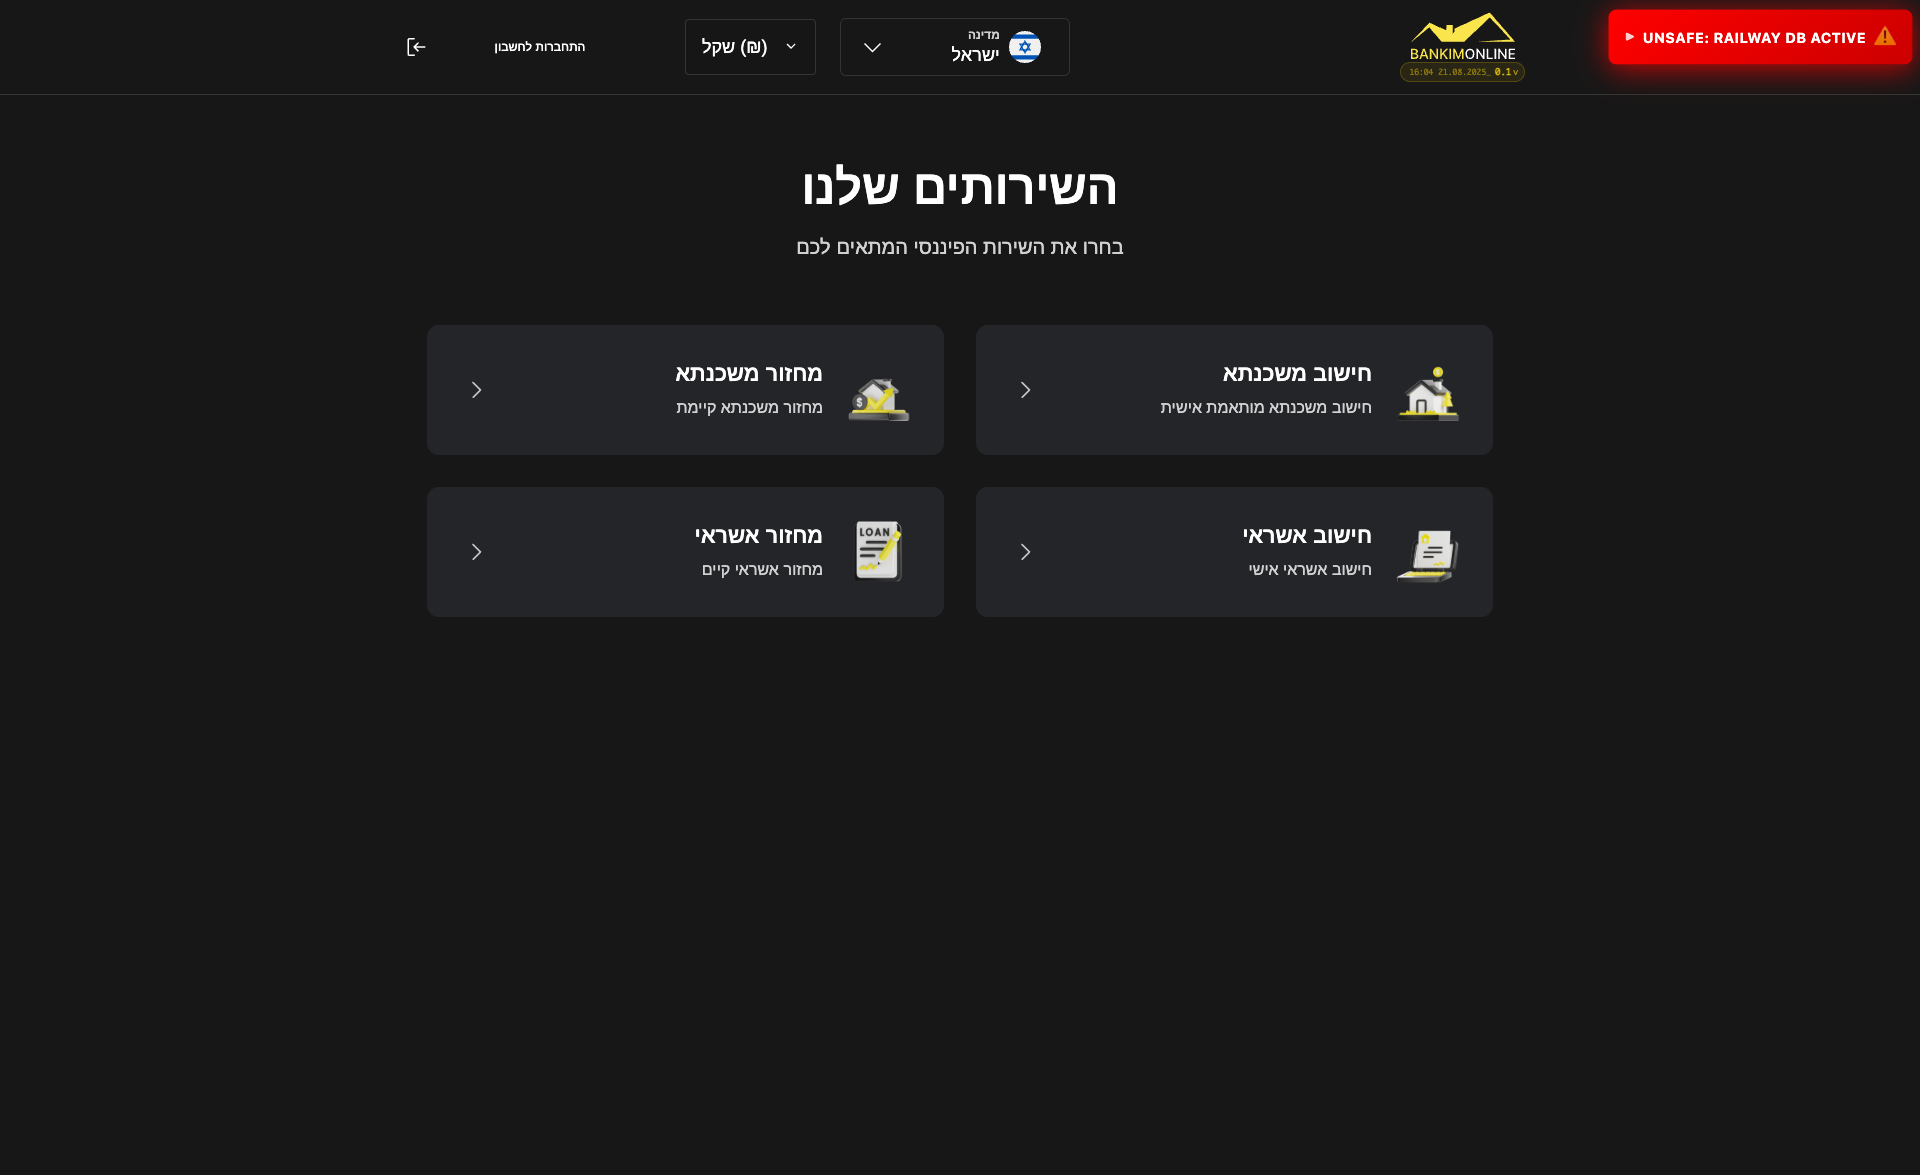 UNSAFE: RAILWAY DB ACTIVE
BANKIMONLINE
16:04 21.08.2025_ 0.1v
מדינה
ישראל
(₪) שקל
התחברות לחשבון
השירותים שלנו
בחרו את השירות הפיננסי המתאים לכם
חישוב משכנתא
חישוב משכנתא מותאמת אישית
מחזור משכנתא
מחזור משכנתא קיימת
חישוב אשראי
חישוב אשראי אישי
LOAN
מחזור אשראי
מחזור אשראי קיים